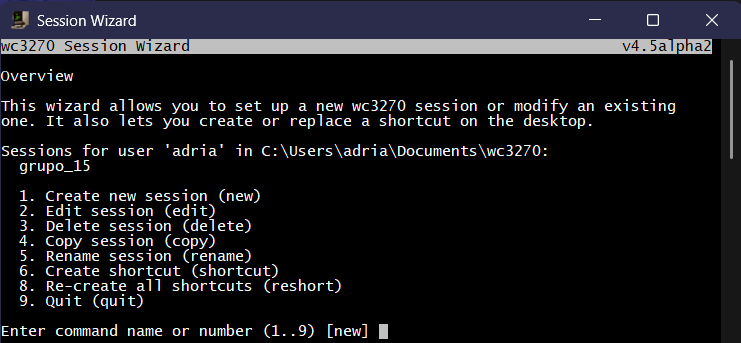 Session Wizard
wc3270 Session Wizard v4.5alpha2
Overview
This wizard allows you to set up a new wc3270 session or modify an existing
one. It also lets you create or replace a shortcut on the desktop.
Sessions for user 'adria' in C:\Users\adria\Documents\wc3270:
grupo_15
1. Create new session (new)
2. Edit session (edit)
3. Delete session (delete)
4. Copy session (copy)
5. Rename session (rename)
6. Create shortcut (shortcut)
8. Re-create all shortcuts (reshort)
9. Quit (quit)
Enter command name or number (1..9) [new]